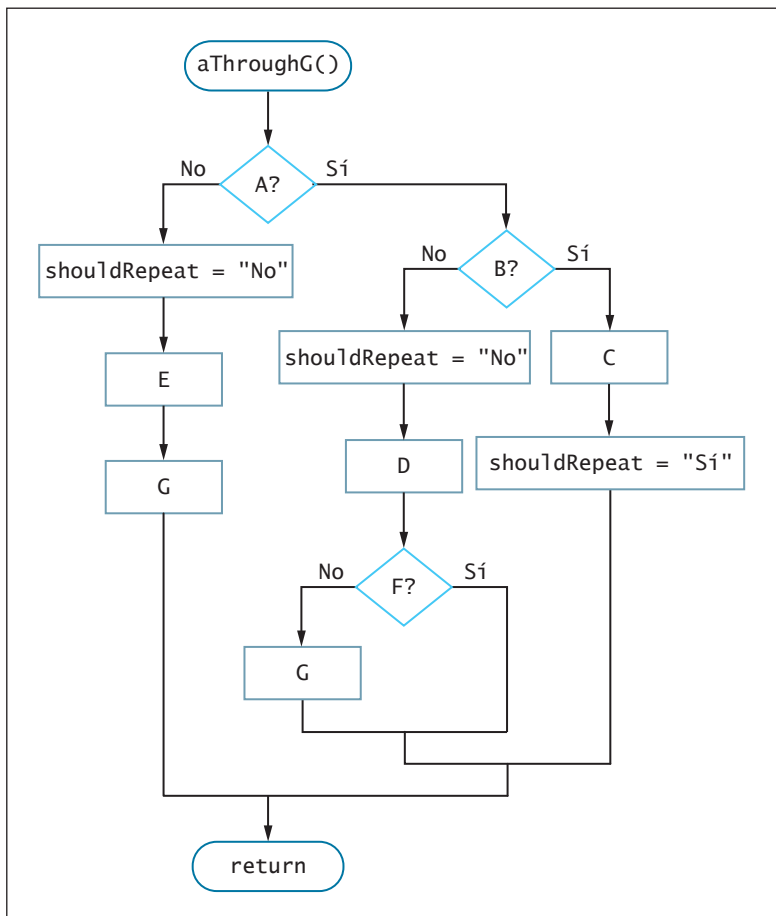 aThroughG()
No
Sí
A?
shouldRepeat = "No"
No
B?
Sí
shouldRepeat = "No"
C
E
D
shouldRepeat = "Sí"
G
No
F?
Sí
G
return